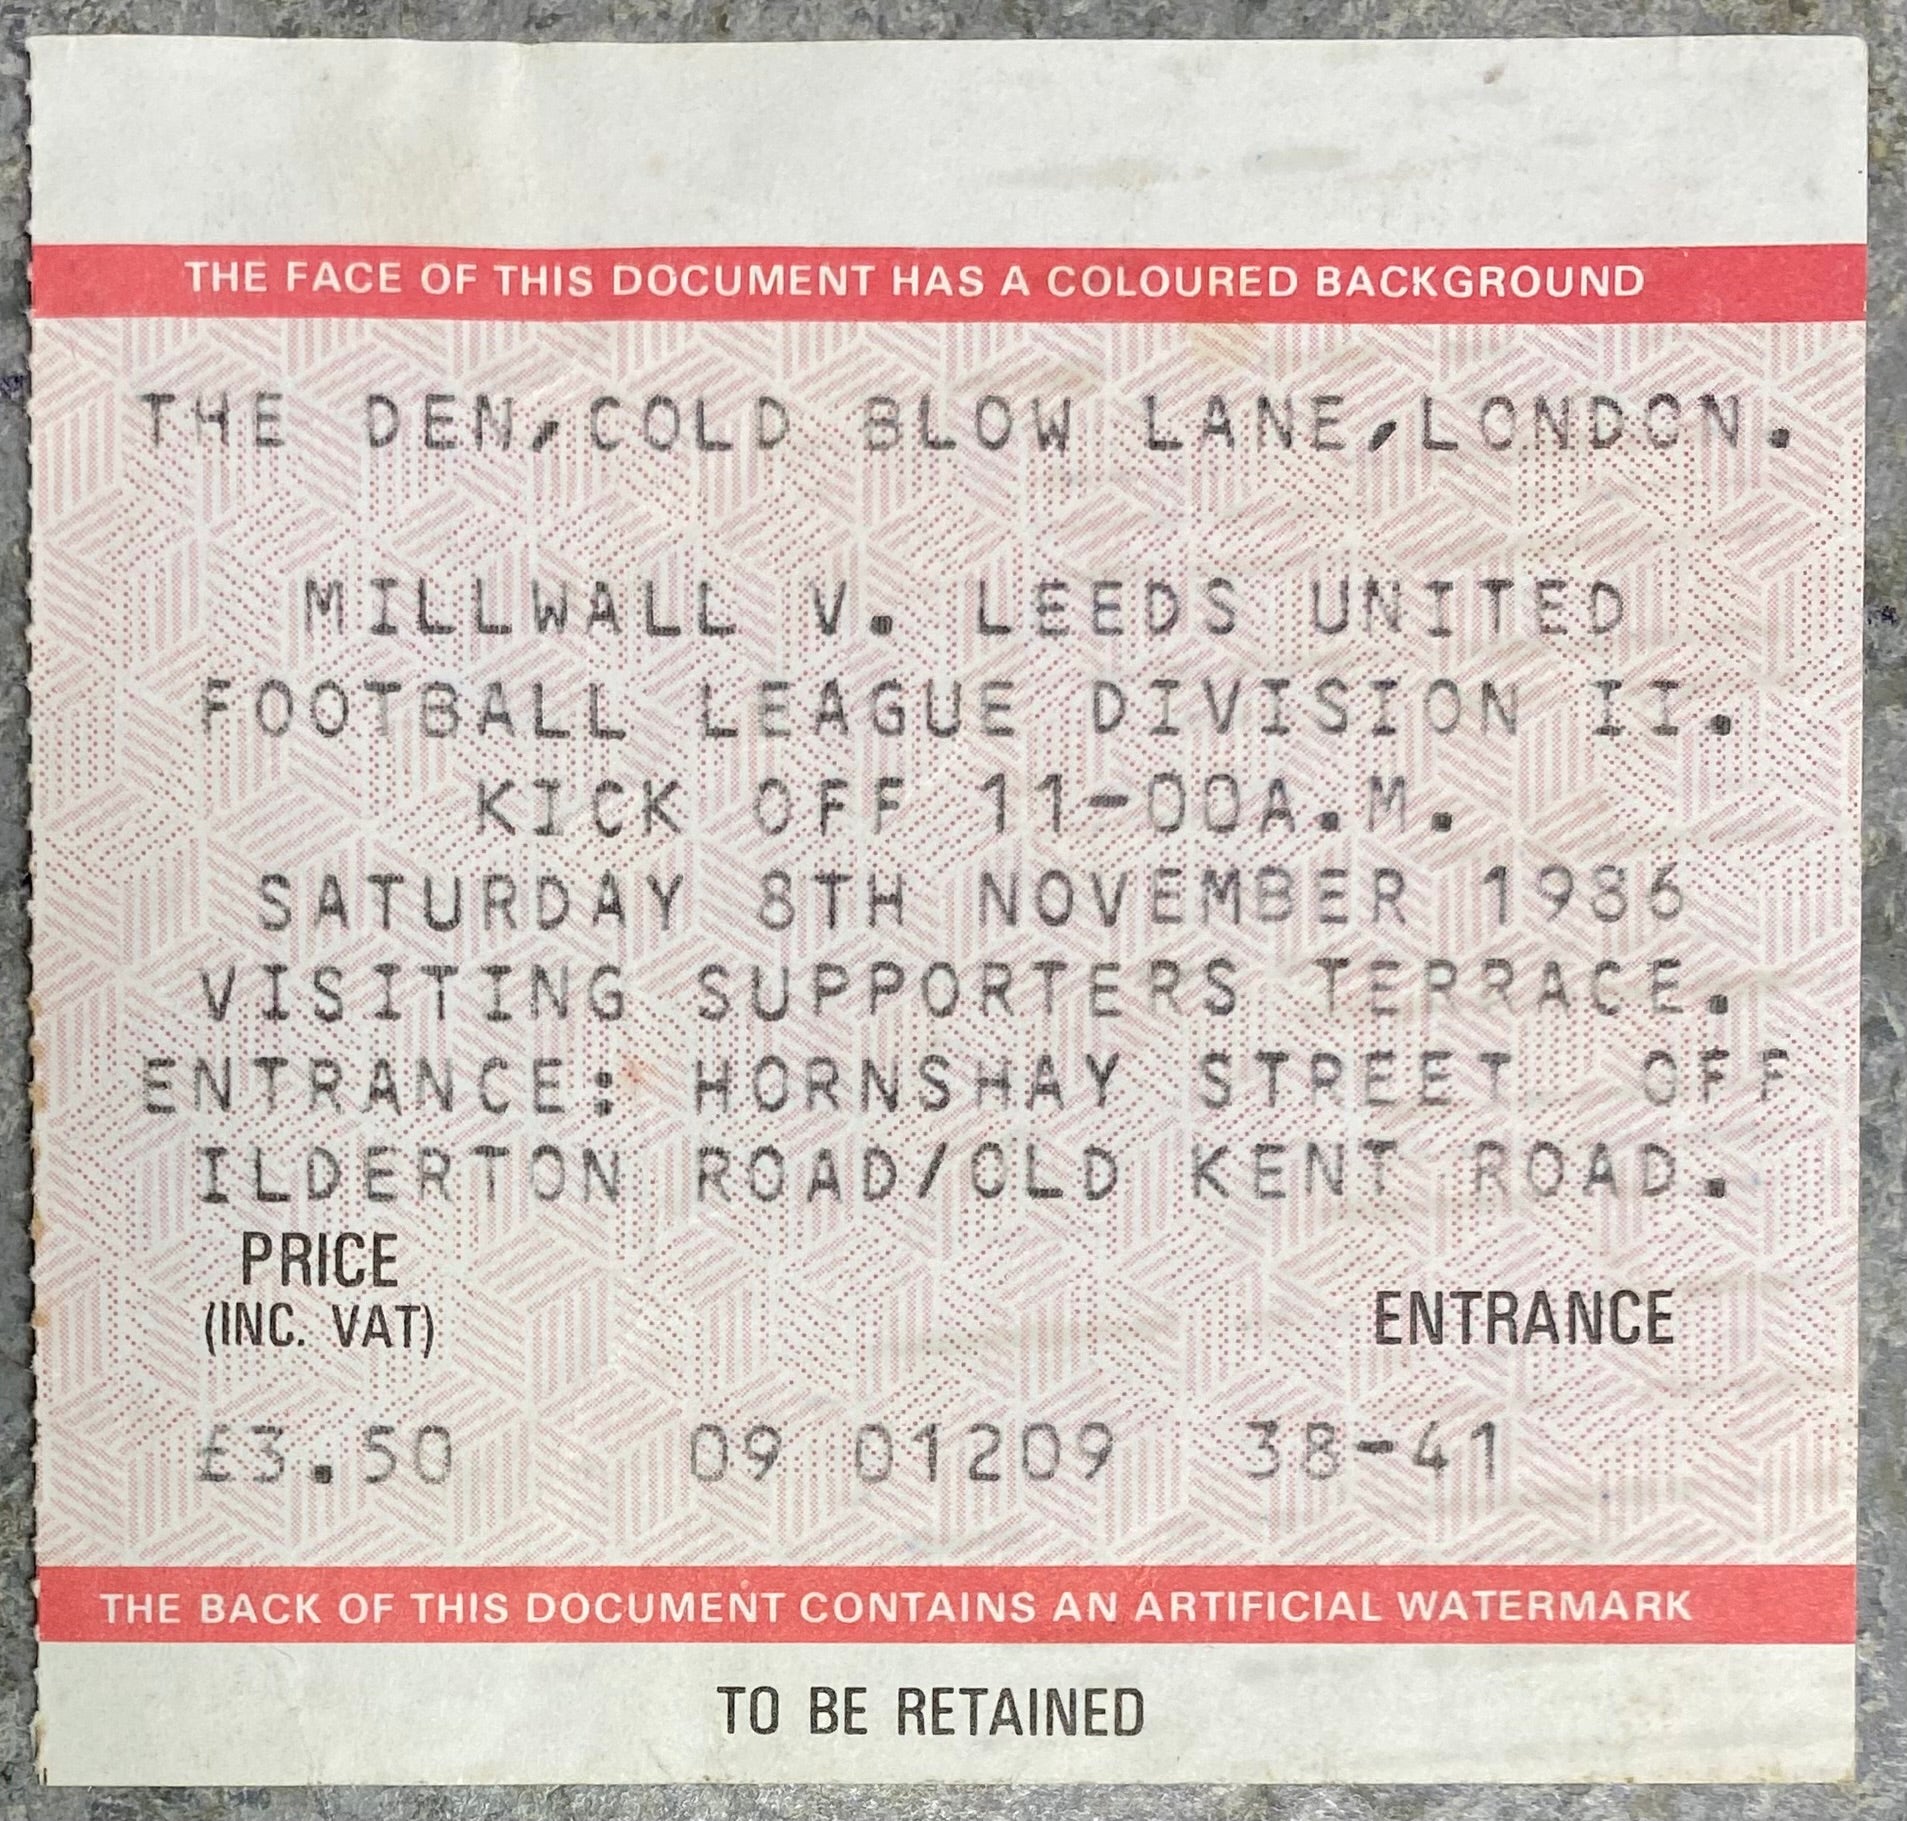 THE FACE OF THIS DOCUMENT HAS A COLOURED BACKGROUND
THE DEN,COLD BLOW LANE,LONDON.
MILLWALL V. LEEDS UNITED
FOOTBALL LEAGUE DIVISION II.
KICK OFF 11-00A.M.
SATURDAY 8TH NOVEMBER 1986
VISITING SUPPORTERS TERRACE.
ENTRANCE: HORNSHAY STREET OFF
ILDERTON ROAD/OLD KENT ROAD.
PRICE
(INC. VAT)
ENTRANCE
£3.50 09 01209 38-41
THE BACK OF THIS DOCUMENT CONTAINS AN ARTIFICIAL WATERMARK
TO BE RETAINED